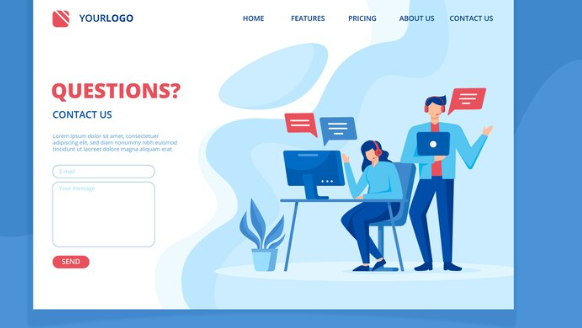 YOURLOGO
HOME FEATURES PRICING ABOUT US CONTACT US
QUESTIONS?
CONTACT US
Lorem ipsum dolor sit amet, consectetuer
adipiscing elit, sed diam nonummy nibh euismod
tincidunt ut laoreet dolore magna aliquam erat
E-mail
Your message
SEND